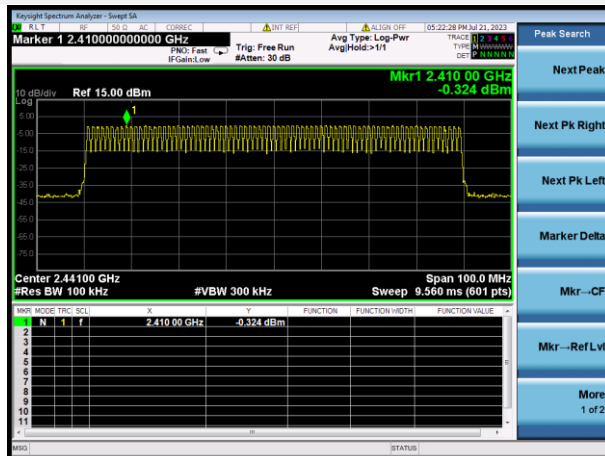 Keysight Spectrum Analyzer - Swept SA
RLT RF 50 Ω AC CORREC INT REF ALIGN OFF 05:22:28 PM Jul 21, 2023
Marker 1 2.410000000000 GHz
PNO: Fast
IFGain:Low
Trig: Free Run
#Atten: 30 dB
Avg Type: Log-Pwr
Avg|Hold:>1/1
TRACE 1 2 3 4 5 6
TYPE M W W W W W
DET P N N N N N
Mkr1 2.410 00 GHz
-0.324 dBm
10 dB/div Ref 15.00 dBm
Log
1
5.00
-5.00
-15.0
-25.0
-35.0
-45.0
-55.0
-65.0
-75.0
Center 2.44100 GHz Span 100.0 MHz
#Res BW 100 kHz #VBW 300 kHz Sweep 9.560 ms (601 pts)
MKR MODE TRC SCL X Y FUNCTION FUNCTION WIDTH FUNCTION VALUE
1 N 1 f 2.410 00 GHz -0.324 dBm
2
3
4
5
6
7
8
9
10
11
MSG STATUS
Peak Search
Next Peak
Next Pk Right
Next Pk Left
Marker Delta
Mkr→CF
Mkr→Ref Lvl
More
1 of 2